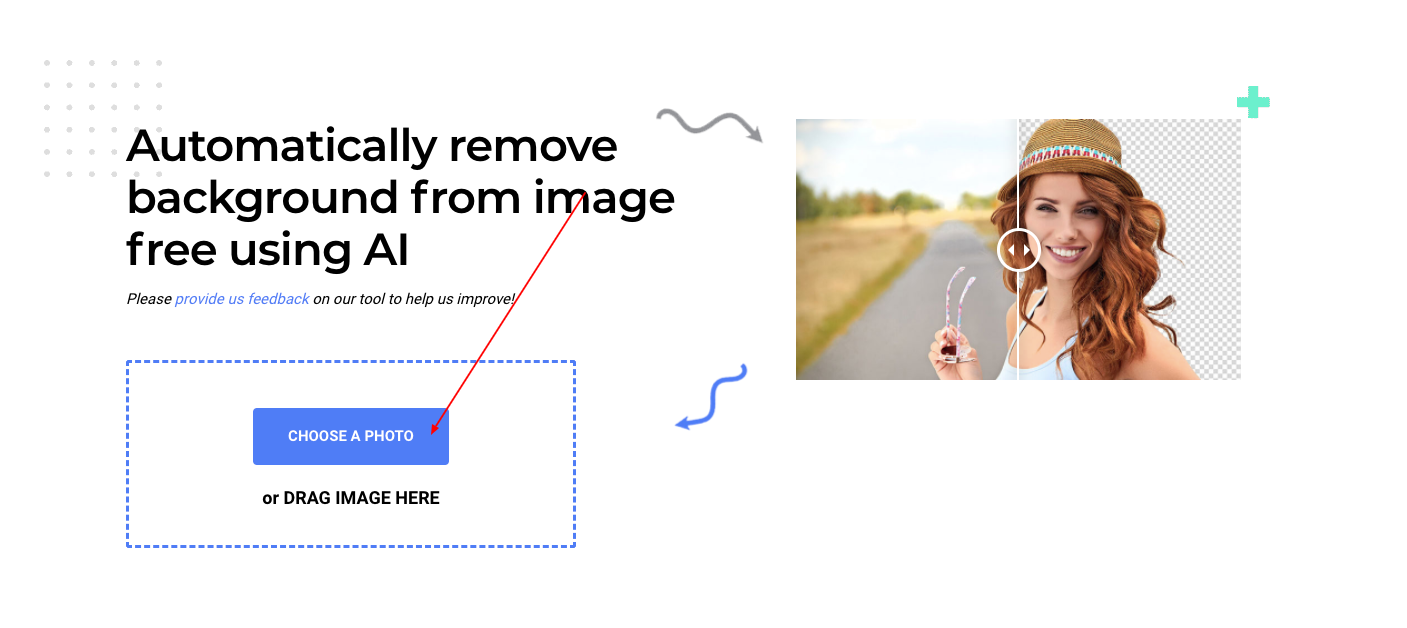 Automatically remove
background from image
free using AI
Please provide us feedback on our tool to help us improve!
CHOOSE A PHOTO
or DRAG IMAGE HERE